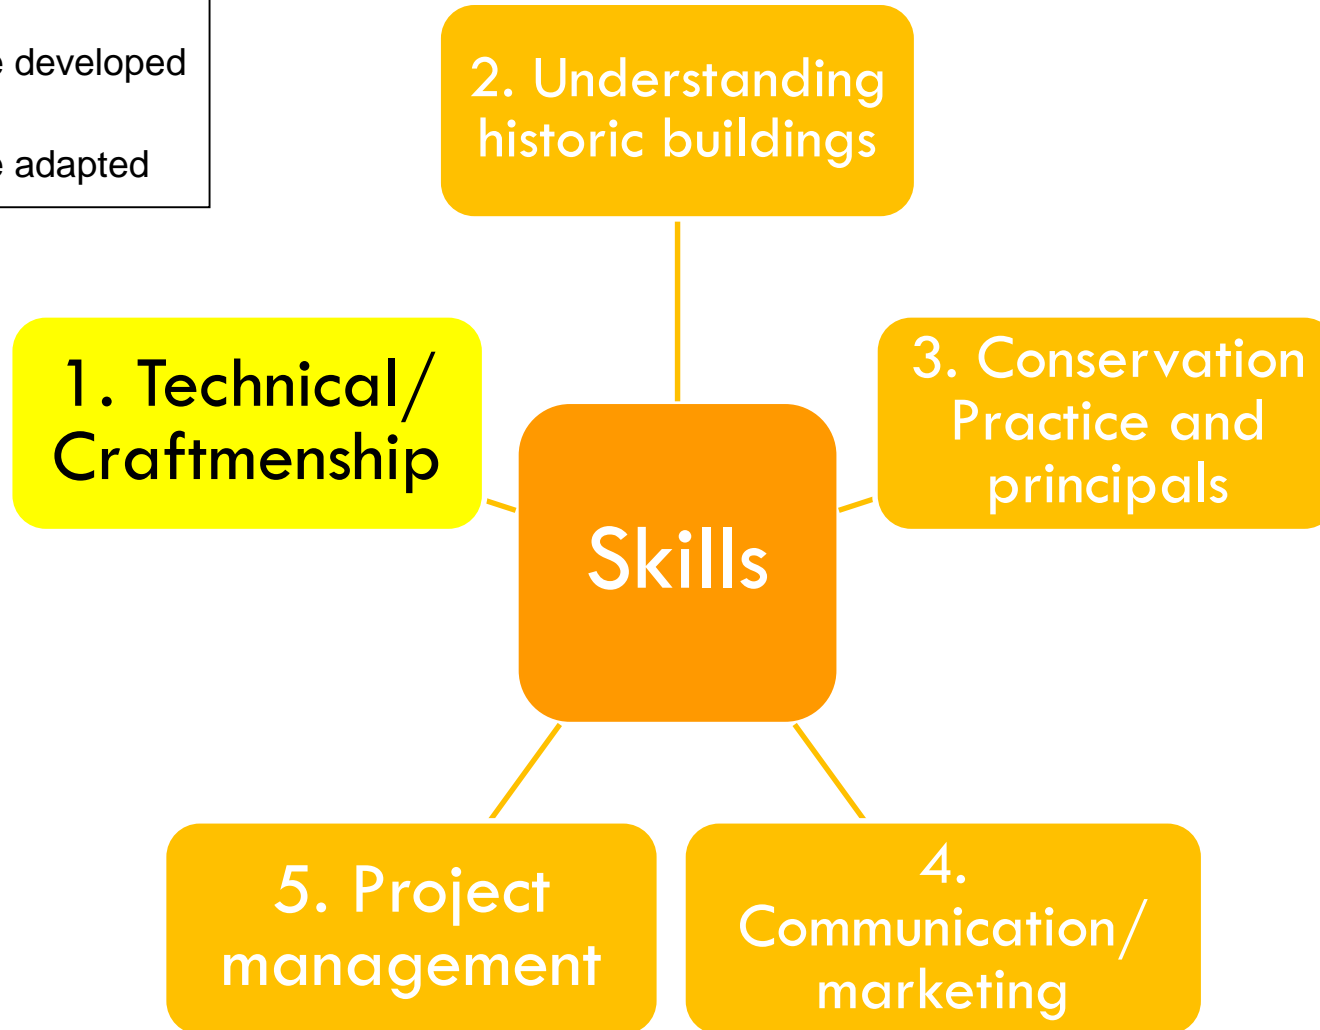 e developed
e adapted
2. Understanding
historic buildings
1. Technical/
Craftmenship
3. Conservation
Practice and
principals
Skills
5. Project
management
4.
Communication/
marketing